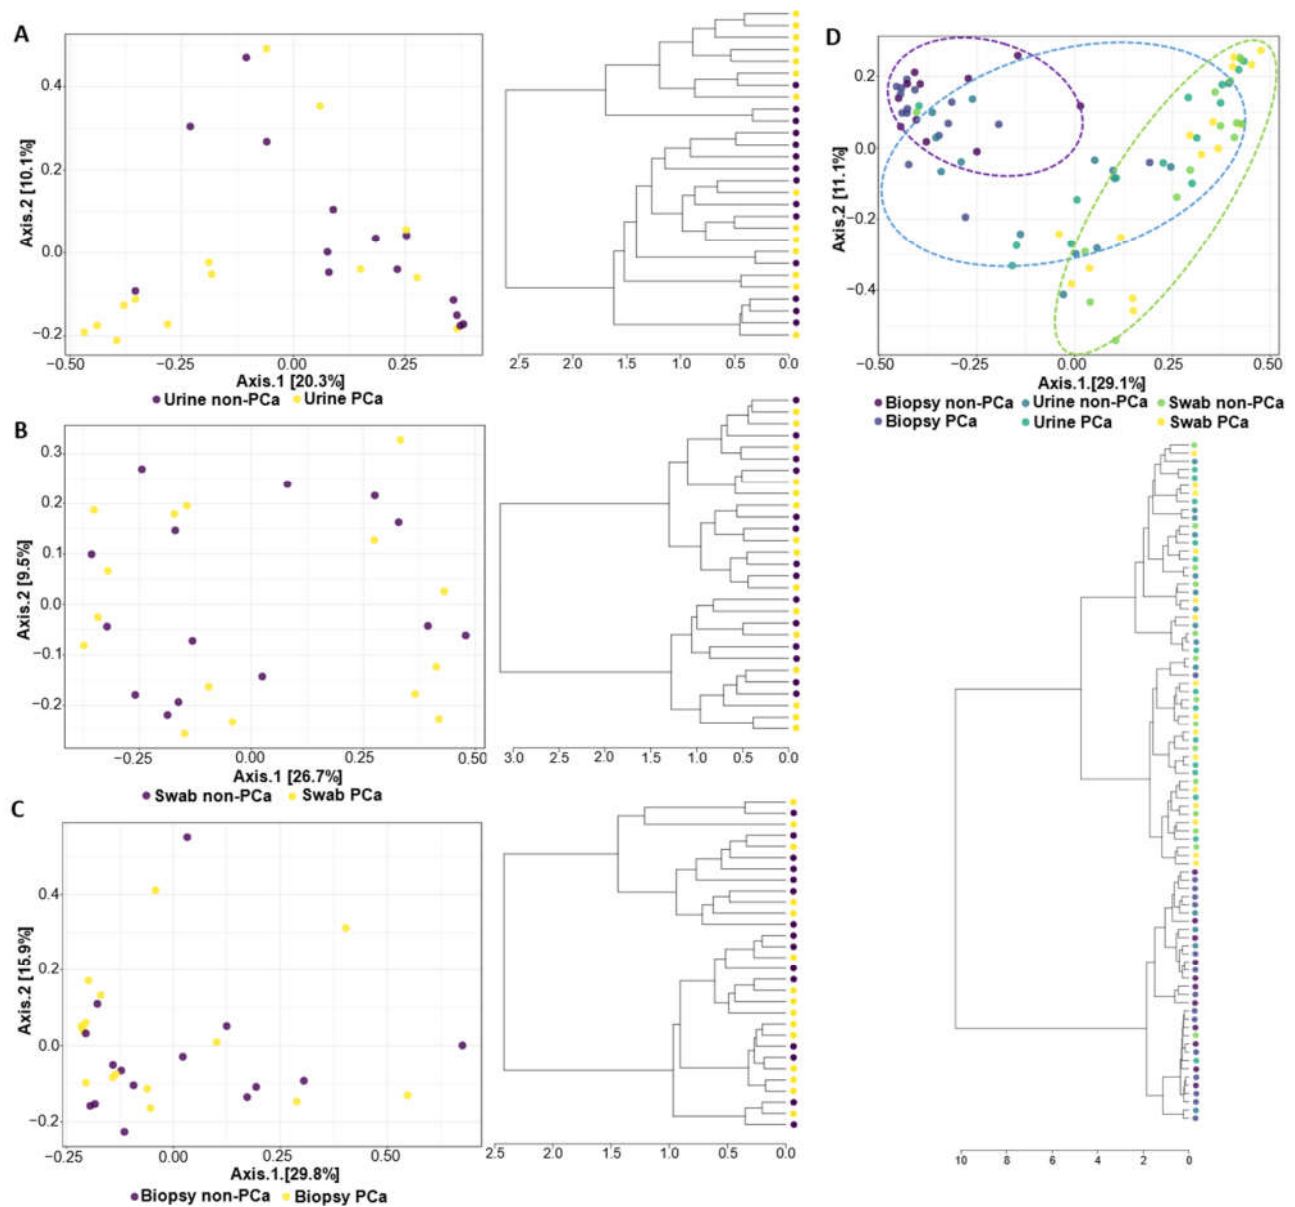 A
0.4
0.2
0.0
−0.2
Axis.2 [10.1%]
−0.50 −0.25 0.00 0.25
Axis.1 [20.3%]
Urine non-PCa Urine PCa
2.5 2.0 1.5 1.0 0.5 0.0
B
0.3
0.2
0.1
0.0
−0.1
−0.2
Axis.2 [9.5%]
−0.25 0.00 0.25 0.50
Axis.1 [26.7%]
Swab non-PCa Swab PCa
3.0 2.5 2.0 1.5 1.0 0.5 0.0
C
0.4
0.2
0.0
−0.2
Axis.2 [15.9%]
−0.25 0.00 0.25 0.50
Axis.1.[29.8%]
Biopsy non-PCa Biopsy PCa
2.5 2.0 1.5 1.0 0.5 0.0
D
0.2
0.0
−0.2
−0.4
Axis.2 [11.1%]
−0.50 −0.25 0.00 0.25 0.50
Axis.1.[29.1%]
Biopsy non-PCa Urine non-PCa Swab non-PCa
Biopsy PCa Urine PCa Swab PCa
10 8 6 4 2 0